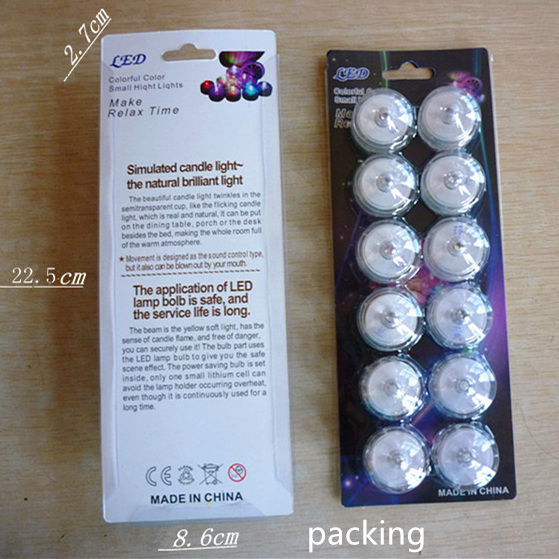 2.7cm
LED
Colorful Color
Small Hight Lights
Make
Relax Time
Simulated candle light~
the natural brilliant light
The beautiful candle light twinkles in the
semitransparent cup, like the flicking candle
light, which is real and natural, It can be put
on the dining table, porch or the desk
besides the bed, making the whole room full
of the warm atmosphere.
★ Movement is designed as the sound control type,
but it also can be blown out by your mouth.
The application of LED
lamp bolb is safe, and
the service life is long.
The beam is the yellow soft light, has the
sense of candle flame, and free of danger,
you can securely use it! The bulb part uses
the LED lamp bulb to give you the safe
scene effect. The power saving bulb is set
inside, only one small lithium cell can
avoid the lamp holder occurring overheat,
even though it is continuously used for a
long time.
CE
MADE IN CHINA
22.5cm
8.6cm
LED
Colorful C
Small H
Ma
Re
MADE IN CHINA
packing